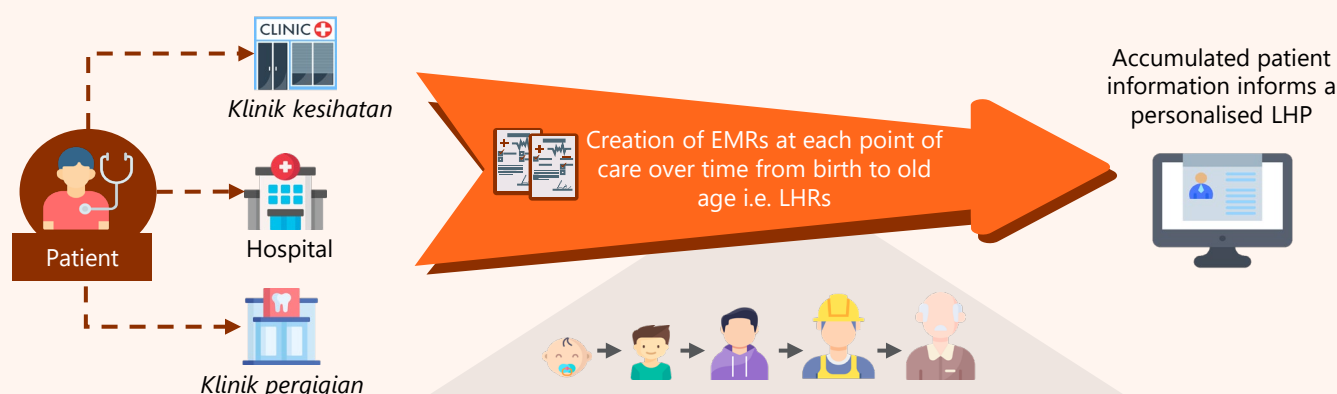 CLINIC
Klinik kesihatan
Hospital
Patient
Klinik pergigian
Creation of EMRs at each point of
care over time from birth to old
age i.e. LHRs
Accumulated patient
information informs a
personalised LHP